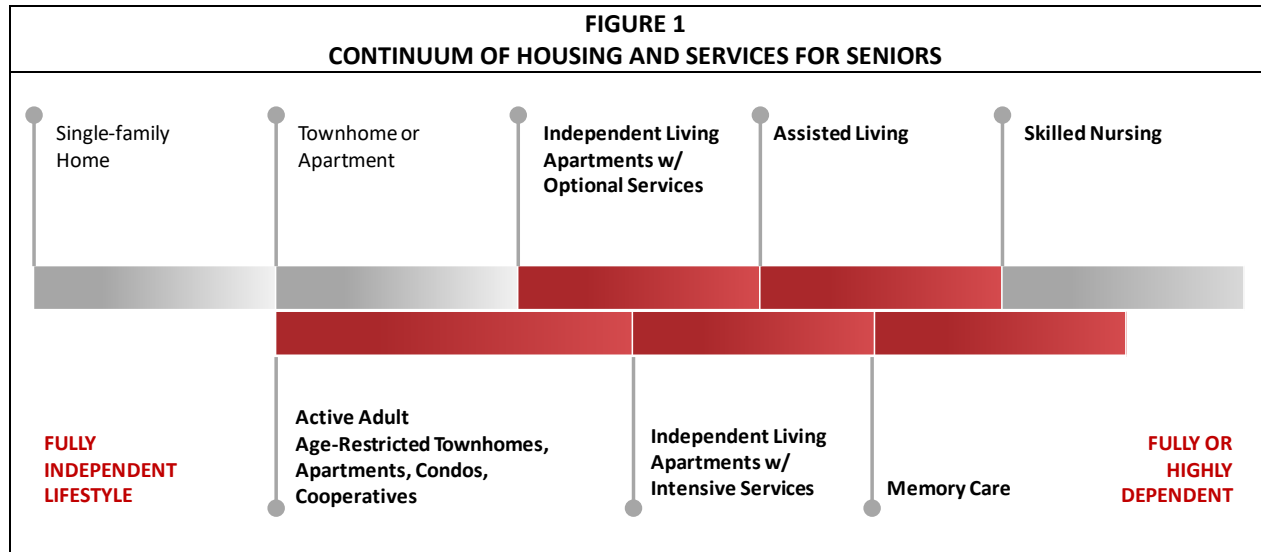 FIGURE 1
CONTINUUM OF HOUSING AND SERVICES FOR SENIORS
Single-family
Home
Townhome or
Apartment
Independent Living
Apartments w/
Optional Services
Assisted Living
Skilled Nursing
FULLY
INDEPENDENT
LIFESTYLE
Active Adult
Age-Restricted Townhomes,
Apartments, Condos,
Cooperatives
Independent Living
Apartments w/
Intensive Services
Memory Care
FULLY OR
HIGHLY
DEPENDENT